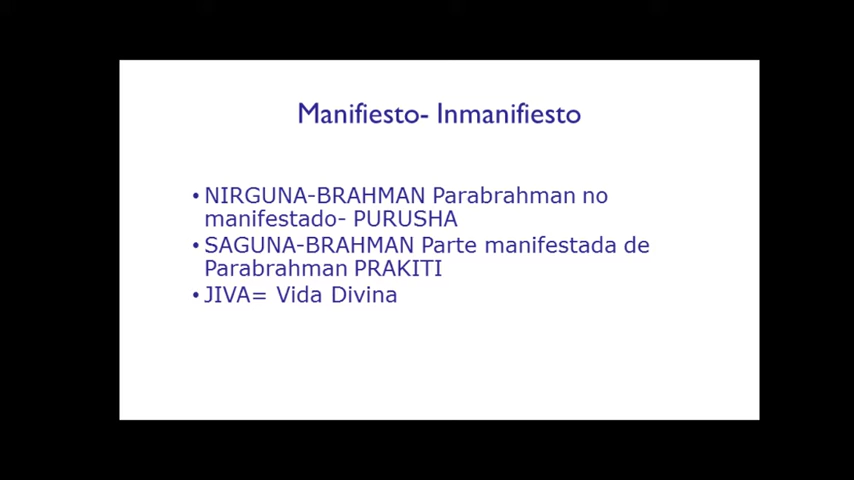 Manifiesto- Inmanifiesto
• NIRGUNA-BRAHMAN Parabrahman no
manifestado- PURUSHA
• SAGUNA-BRAHMAN Parte manifestada de
Parabrahman PRAKITI
• JIVA= Vida Divina